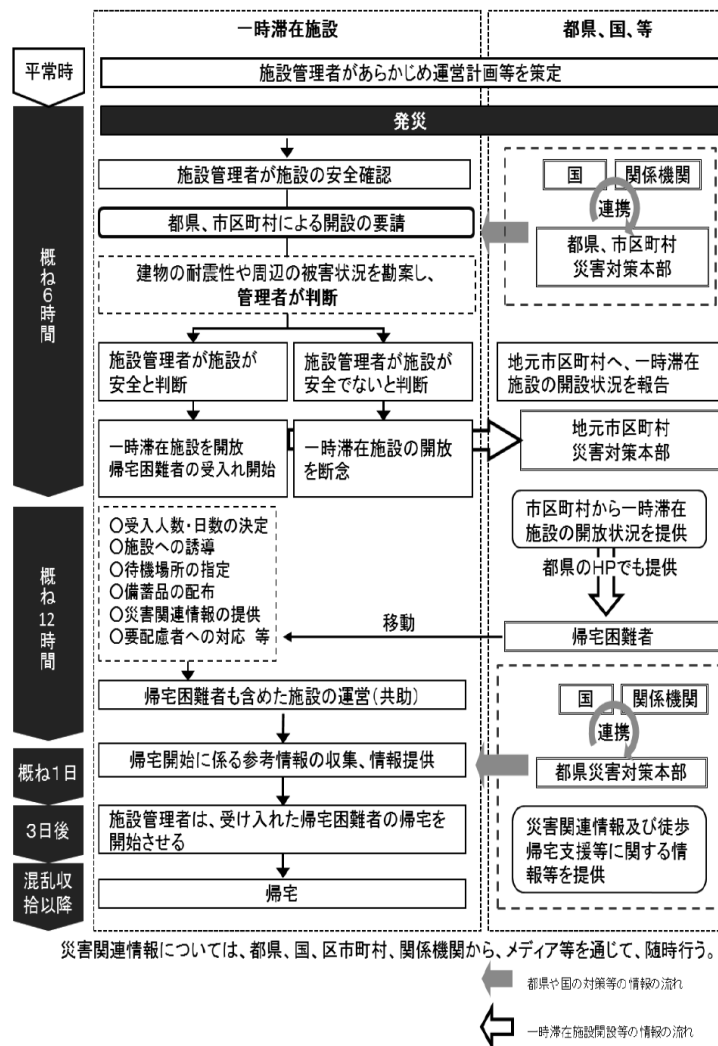 一時滞在施設
都県、国、等
平常時
施設管理者があらかじめ運営計画等を策定
発災
概ね6時間
施設管理者が施設の安全確認
国
関係機関
連携
都県、市区町村による開設の要請
都県、市区町村
災害対策本部
建物の耐震性や周辺の被害状況を勘案し、
管理者が判断
施設管理者が施設が
安全と判断
施設管理者が施設が
安全でないと判断
地元市区町村へ、一時滞在
施設の開設状況を報告
一時滞在施設を開放
帰宅困難者の受入れ開始
一時滞在施設の開放
を断念
地元市区町村
災害対策本部
概ね12時間
〇受入人数・日数の決定
〇施設への誘導
〇待機場所の指定
〇備蓄品の配布
〇災害関連情報の提供
〇要配慮者への対応 等
市区町村から一時滞在
施設の開放状況を提供
都県のHPでも提供
移動
帰宅困難者
帰宅困難者も含めた施設の運営(共助)
国
関係機関
連携
概ね1日
帰宅開始に係る参考情報の収集、情報提供
都県災害対策本部
3日後
施設管理者は、受け入れた帰宅困難者の帰宅を
開始させる
災害関連情報及び徒歩
帰宅支援等に関する情
報等を提供
混乱収
拾以降
帰宅
災害関連情報については、都県、国、区市町村、関係機関から、メディア等を通じて、随時行う。
都県や国の対策等の情報の流れ
一時滞在施設開設等の情報の流れ